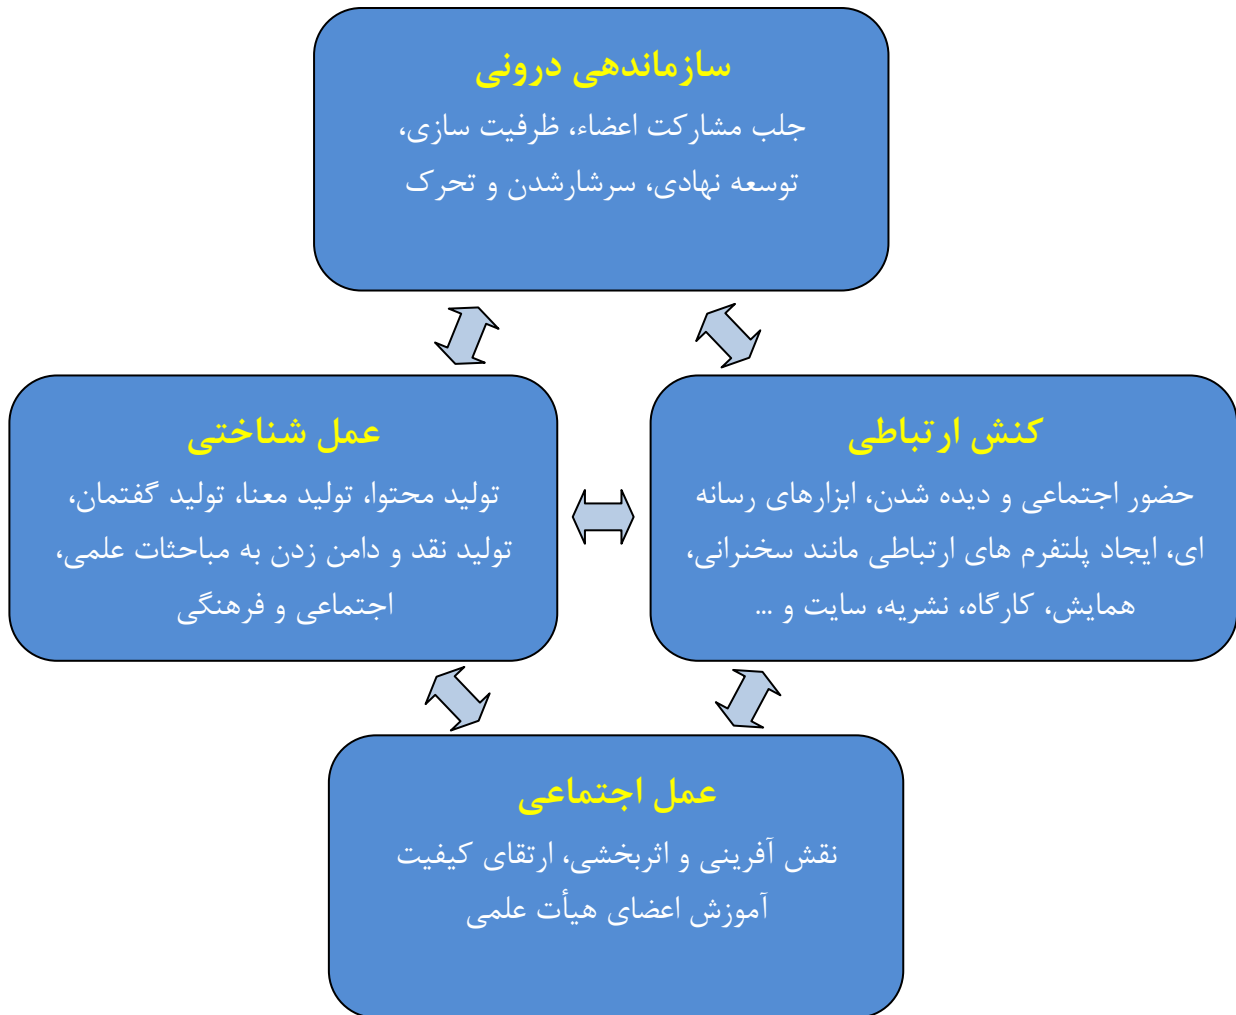 سازماندهی درونی
جلب مشارکت اعضاء، ظرفیت سازی،
توسعه نهادی، سرشارشدن و تحرک
کنش ارتباطی
حضور اجتماعی و دیده شدن، ابزارهای رسانه
ای، ایجاد پلتفرم های ارتباطی مانند سخنرانی،
همایش، کارگاه، نشریه، سایت و ...
عمل شناختی
تولید محتوا، تولید معنا، تولید گفتمان،
تولید نقد و دامن زدن به مباحثات علمی،
اجتماعی و فرهنگی
عمل اجتماعی
نقش آفرینی و اثربخشی، ارتقای کیفیت
آموزش اعضای هیأت علمی